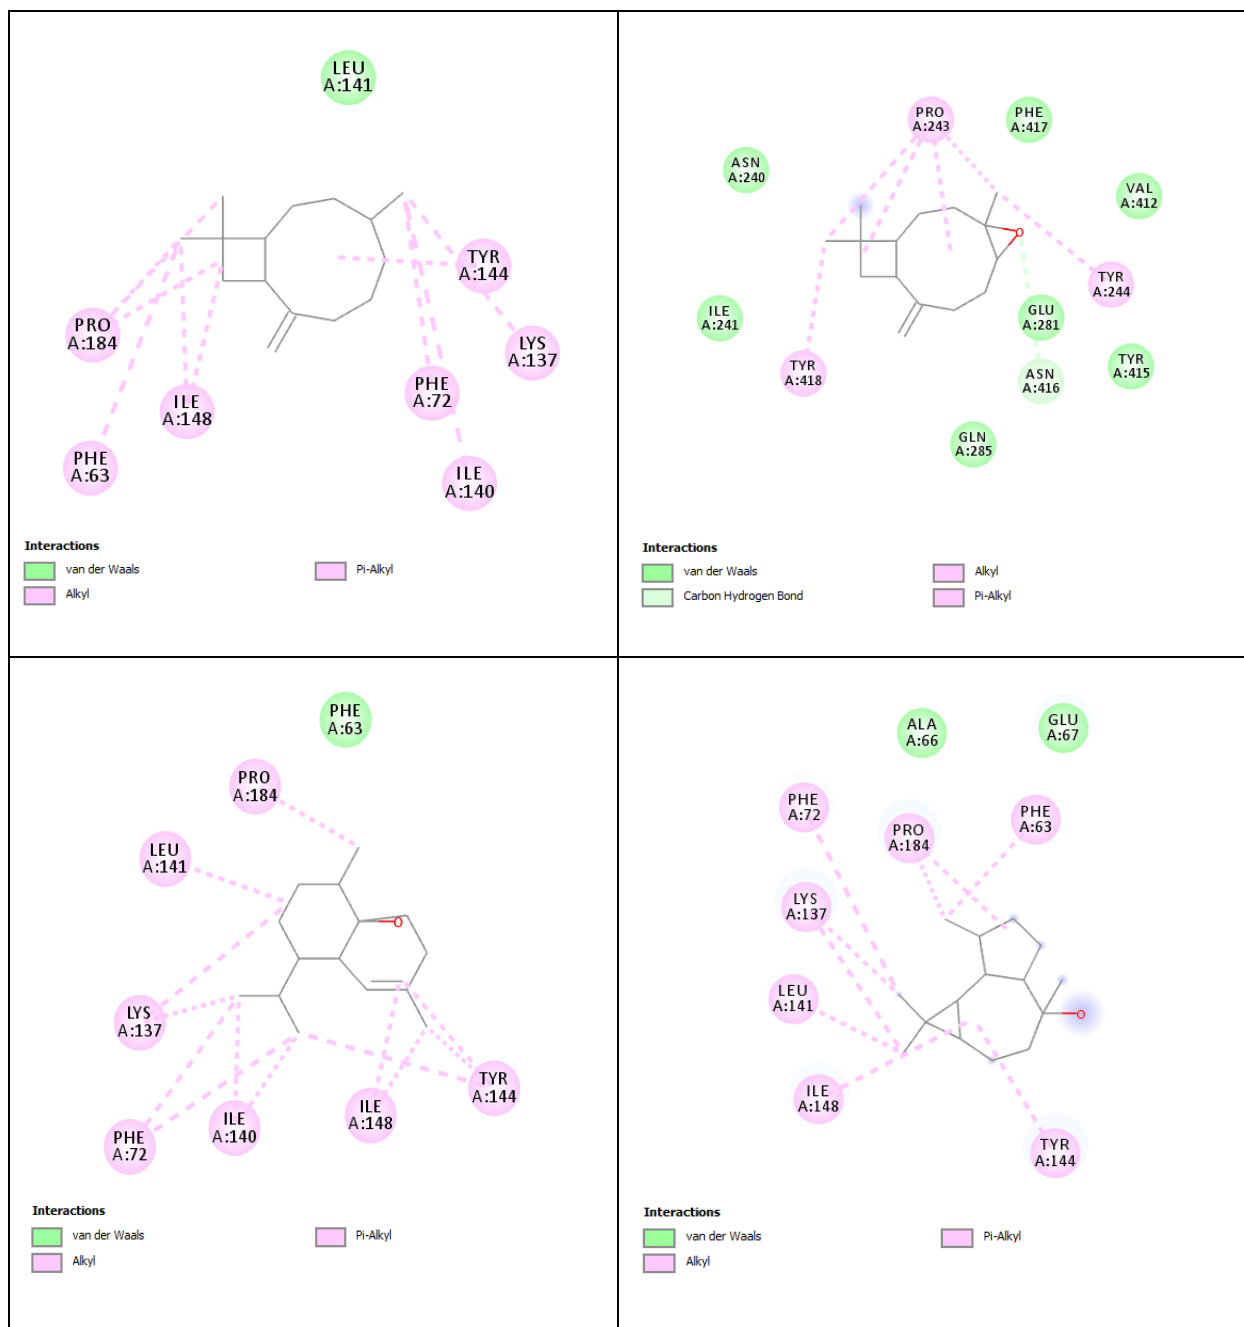 LEU
A:141
TYR
A:144
PRO
A:184
LYS
A:137
PHE
A:72
ILE
A:148
PHE
A:63
ILE
A:140
Interactions
van der Waals
Pi-Alkyl
Alkyl
PRO
A:243
PHE
A:417
ASN
A:240
VAL
A:412
O
TYR
A:244
ILE
A:241
GLU
A:281
TYR
A:418
ASN
A:416
TYR
A:415
GLN
A:285
Interactions
van der Waals
Alkyl
Carbon Hydrogen Bond
Pi-Alkyl
PHE
A:63
PRO
A:184
LEU
A:141
O
LYS
A:137
TYR
A:144
ILE
A:148
ILE
A:140
PHE
A:72
Interactions
van der Waals
Pi-Alkyl
Alkyl
ALA
A:66
GLU
A:67
PHE
A:72
PRO
A:184
PHE
A:63
LYS
A:137
LEU
A:141
O
ILE
A:148
TYR
A:144
Interactions
van der Waals
Pi-Alkyl
Alkyl